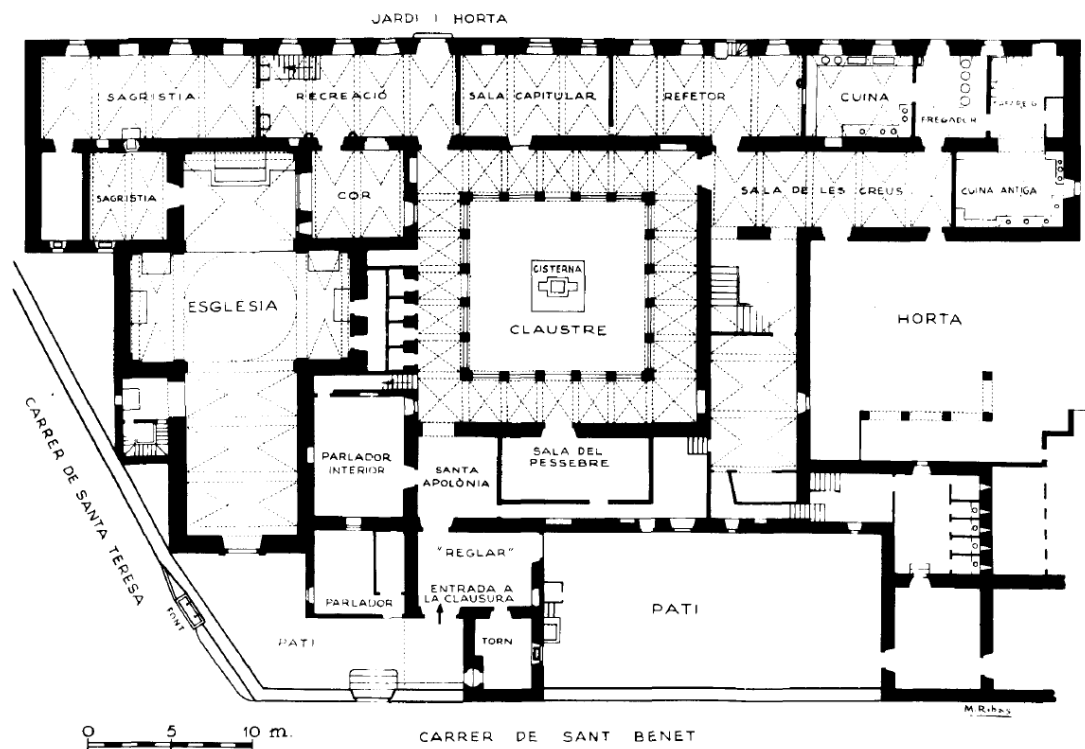 JARDI I HORTA
SAGRISTIA
RECREACIÓ
SALA CAPITULAR
REFETOR
CUINA
FREGADOR
SAGRISTIA
COR
SALA DE LES CREUS
CUINA ANTIGA
CISTERNA
CLAUSTRE
ESGLESIA
HORTA
PARLADOR
INTERIOR
SANTA
APOLÒNIA
SALA DEL
PESSEBRE
"REGLAR"
ENTRADA A
LA CLAUSURA
PARLADOR
PATI
TORN
PATI
CARRER DE SANTA TERESA
FONT
0 5 10 m.
CARRER DE SANT BENET
M. Ribas